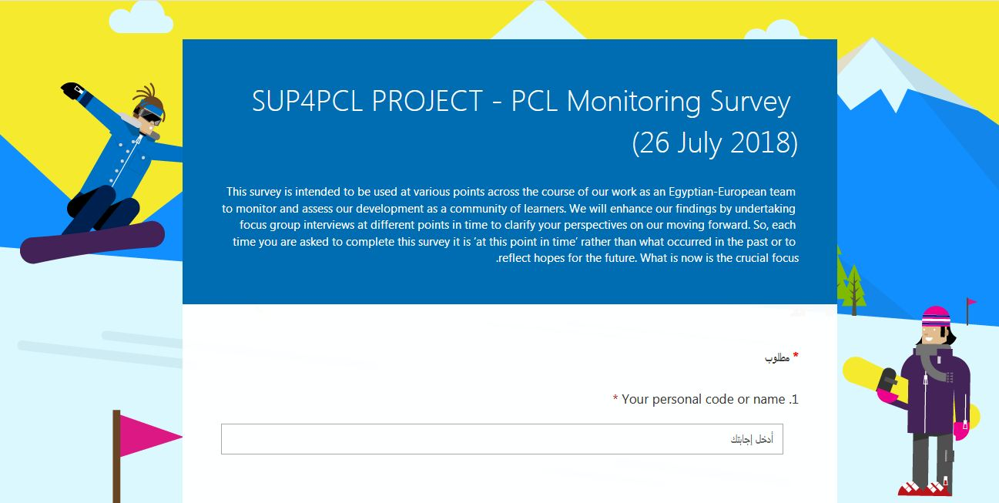 SUP4PCL PROJECT - PCL Monitoring Survey
(26 July 2018)
This survey is intended to be used at various points across the course of our work as an Egyptian-European team
to monitor and assess our development as a community of learners. We will enhance our findings by undertaking
focus group interviews at different points in time to clarify your perspectives on our moving forward. So, each
time you are asked to complete this survey it is ‘at this point in time’ rather than what occurred in the past or to
reflect hopes for the future. What is now is the crucial focus.
* مطلوب
1. Your personal code or name *
أدخل إجابتك